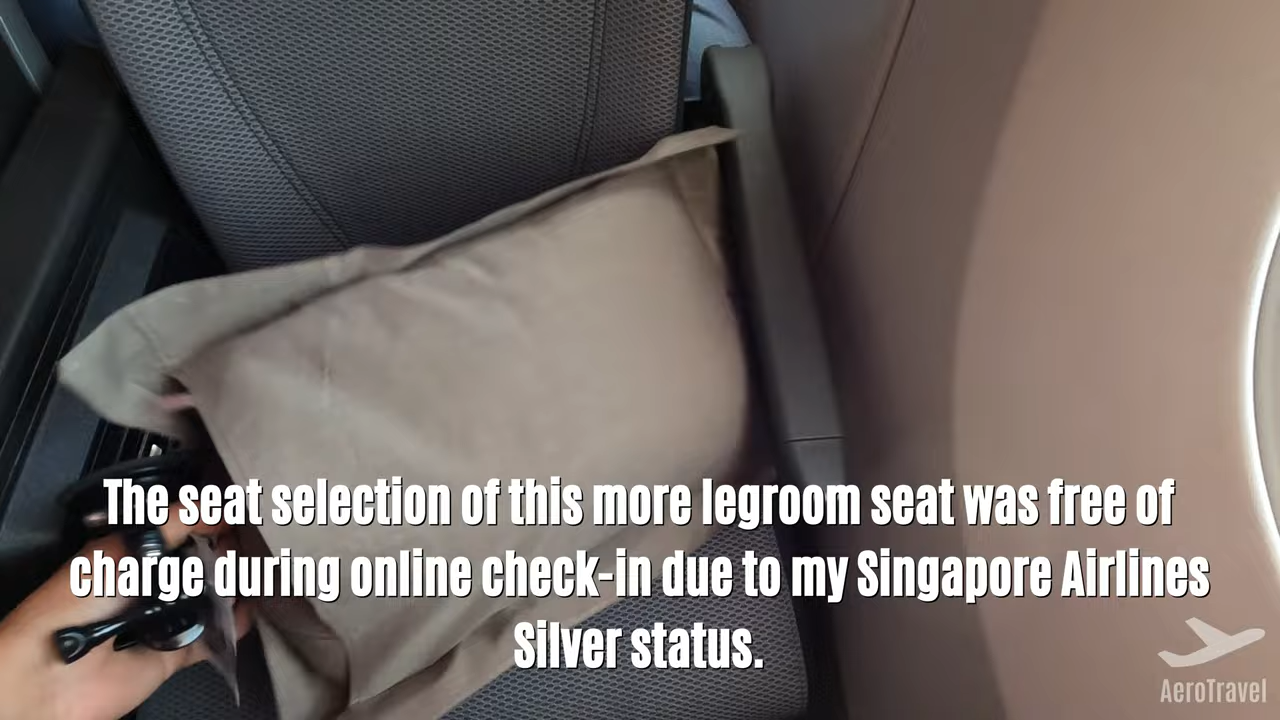 The seat selection of this more legroom seat was free of
charge during online check-in due to my Singapore Airlines
Silver status.
AeroTravel